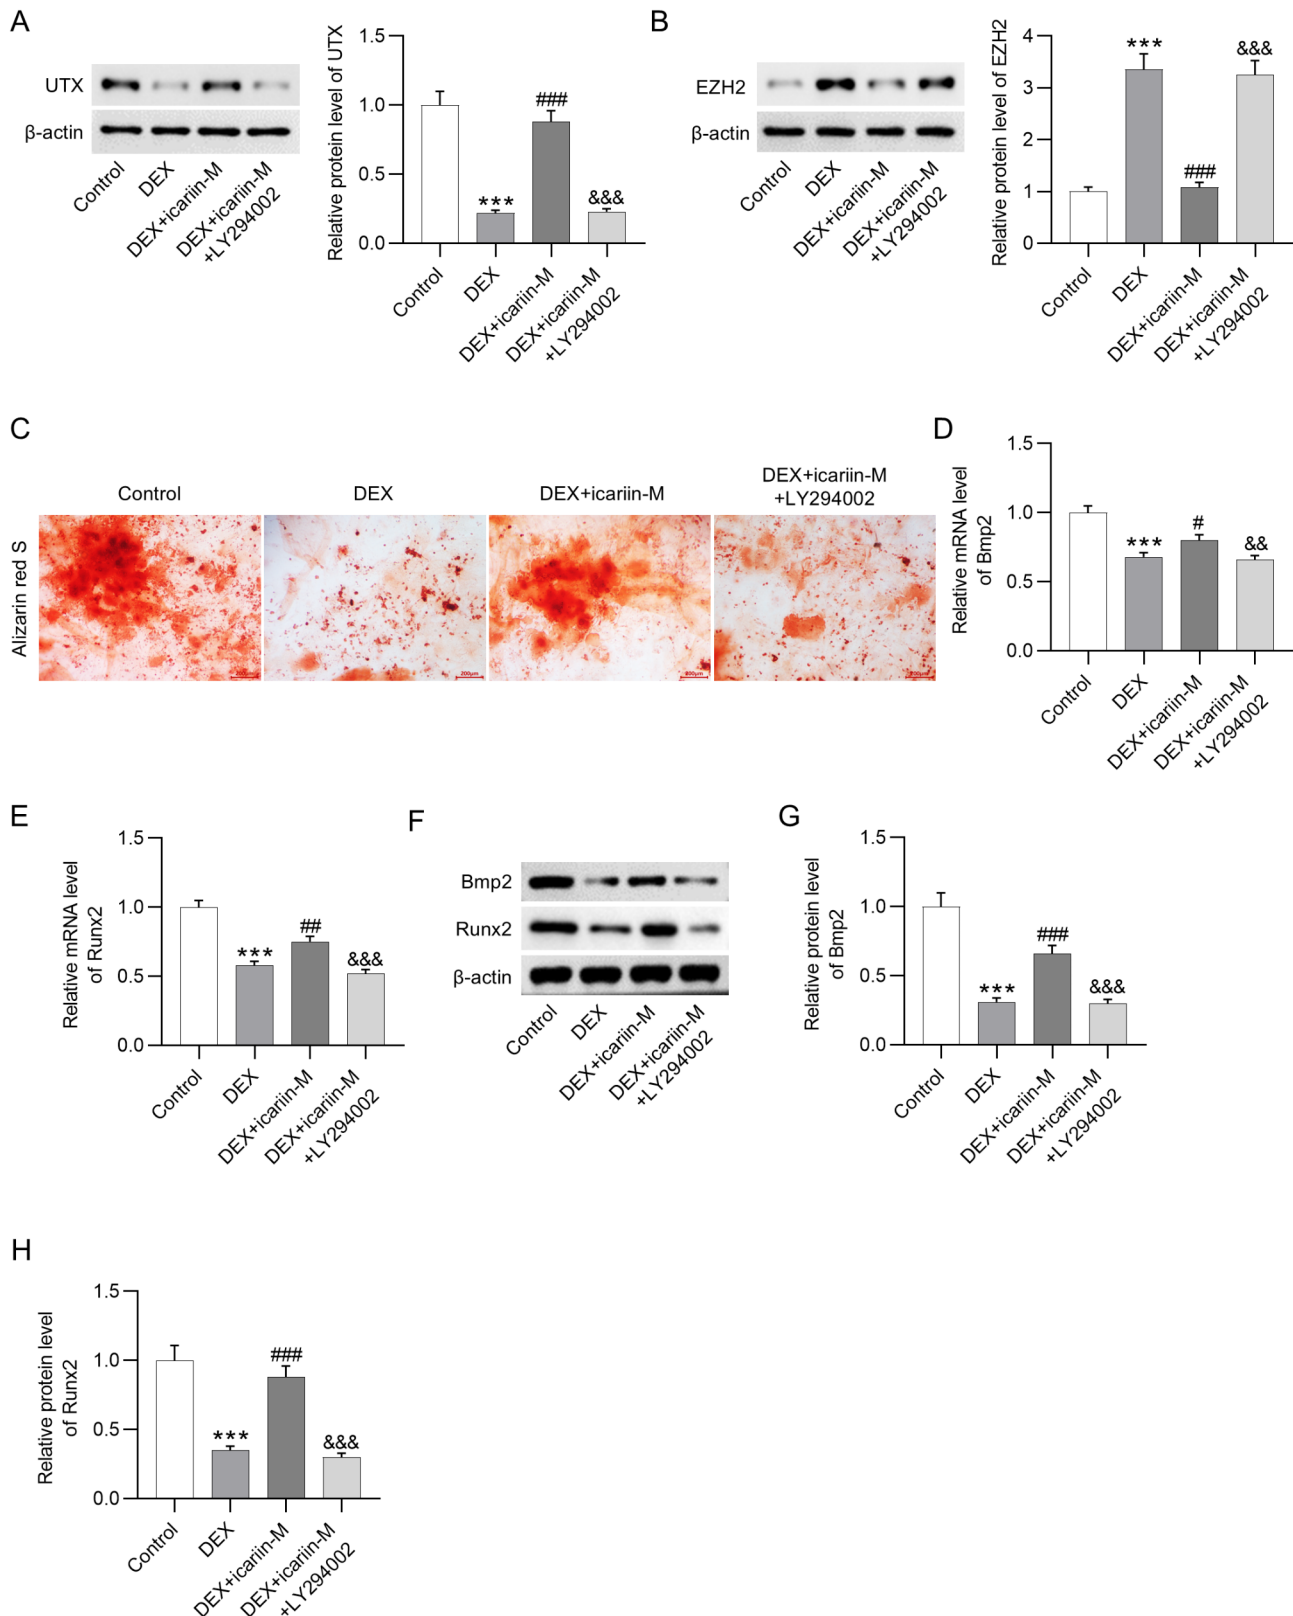 A
UTX
β-actin
Control
DEX
DEX+icariin-M
DEX+icariin-M
+LY294002
Relative protein level of UTX
1.5
1.0
0.5
0.0
***
###
&&&
Control
DEX
DEX+icariin-M
DEX+icariin-M
+LY294002
B
EZH2
β-actin
Control
DEX
DEX+icariin-M
DEX+icariin-M
+LY294002
Relative protein level of EZH2
4
3
2
1
0
***
###
&&&
Control
DEX
DEX+icariin-M
DEX+icariin-M
+LY294002
C
Alizarin red S
Control
DEX
DEX+icariin-M
DEX+icariin-M
+LY294002
200μm
200μm
200μm
200μm
D
Relative mRNA level
of Bmp2
1.5
1.0
0.5
0.0
***
#
&&
Control
DEX
DEX+icariin-M
DEX+icariin-M
+LY294002
E
Relative mRNA level
of Runx2
1.5
1.0
0.5
0.0
***
##
&&&
Control
DEX
DEX+icariin-M
DEX+icariin-M
+LY294002
F
Bmp2
Runx2
β-actin
Control
DEX
DEX+icariin-M
DEX+icariin-M
+LY294002
G
Relative protein level
of Bmp2
1.5
1.0
0.5
0.0
***
###
&&&
Control
DEX
DEX+icariin-M
DEX+icariin-M
+LY294002
H
Relative protein level
of Runx2
1.5
1.0
0.5
0.0
***
###
&&&
Control
DEX
DEX+icariin-M
DEX+icariin-M
+LY294002